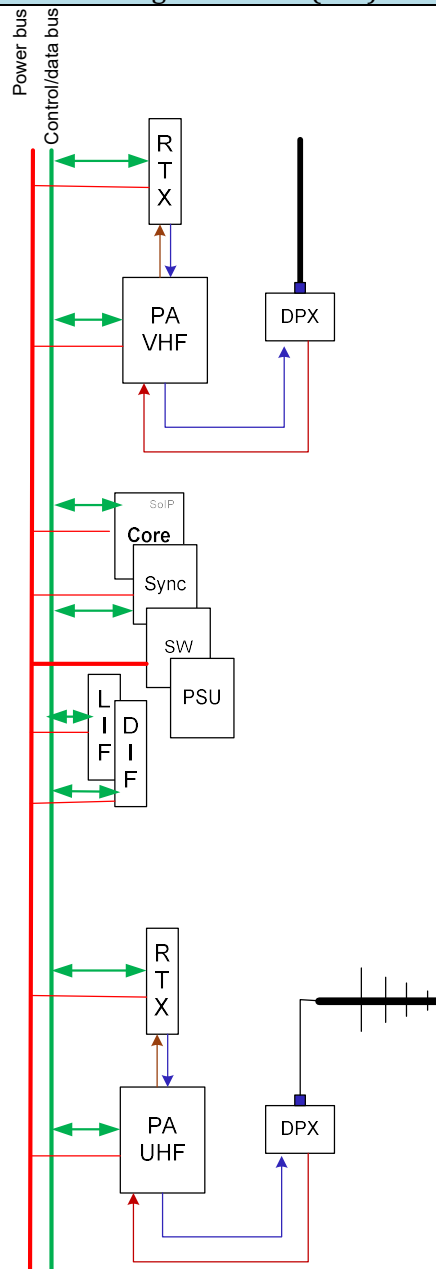 Power bus
Control/data bus
R
T
X
PA
VHF
DPX
SoIP
Core
Sync
SW
PSU
L
I
F
D
I
F
R
T
X
PA
UHF
DPX